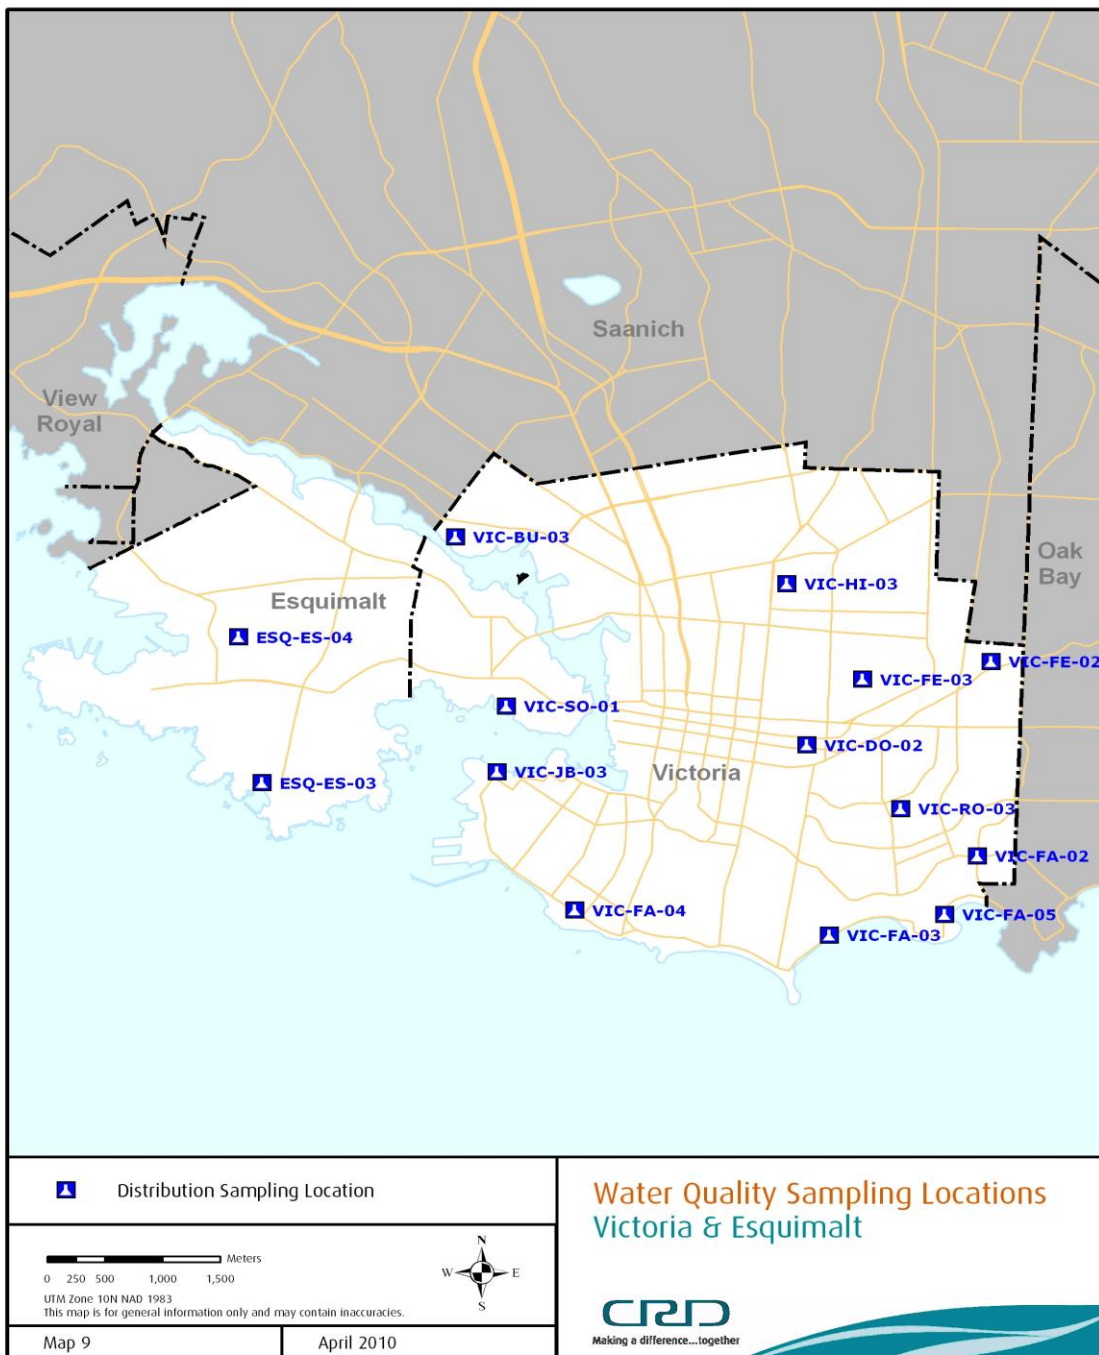 Saanich
View
Royal
Oak
Bay
VIC-BU-03
VIC-HI-03
Esquimalt
ESQ-ES-04
VIC-FE-02
VIC-FE-03
VIC-SO-01
VIC-DO-02
VIC-JB-03
Victoria
ESQ-ES-03
VIC-RO-03
VIC-FA-02
VIC-FA-04
VIC-FA-05
VIC-FA-03
Distribution Sampling Location
Water Quality Sampling Locations
Victoria & Esquimalt
Meters
0 250 500 1,000 1,500
UTM Zone 10N NAD 1983
This map is for general information only and may contain inaccuracies.
N
W E
S
CRD
Making a difference...together
Map 9
April 2010